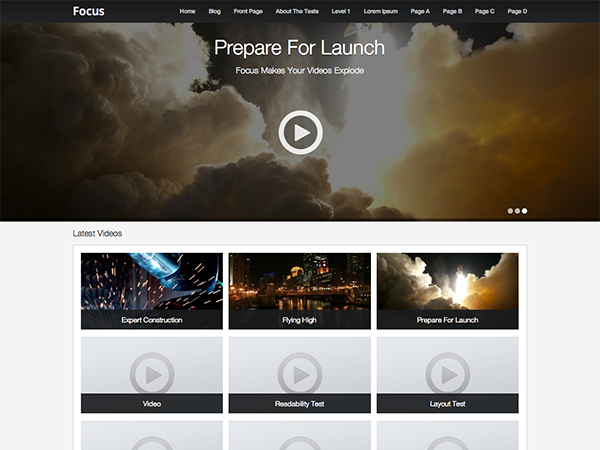 Focus
Home Blog Front Page About The Tests Level 1 Lorem Ipsum Page A Page B Page C Page D
Prepare For Launch
Focus Makes Your Videos Explode
Latest Videos
Expert Construction Flying High Prepare For Launch
Video Readability Test Layout Test